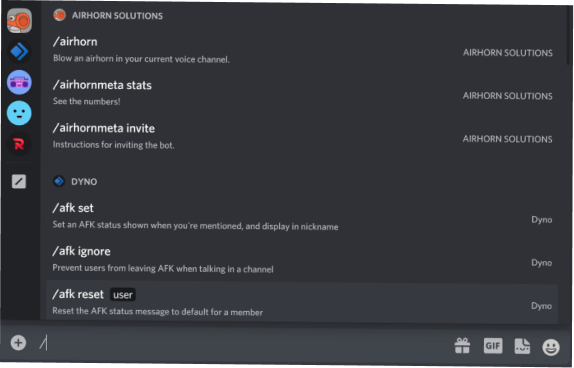 AIRHORN SOLUTIONS
/airhorn
Blow an airhorn in your current voice channel.
AIRHORN SOLUTIONS
/airhornmeta stats
See the numbers!
AIRHORN SOLUTIONS
/airhornmeta invite
Instructions for inviting the bot.
AIRHORN SOLUTIONS
DYNO
/afk set
Set an AFK status shown when you're mentioned, and display in nickname
Dyno
/afk ignore
Prevent users from leaving AFK when talking in a channel
Dyno
/afk reset user
Reset the AFK status message to default for a member
Dyno
/
GIF